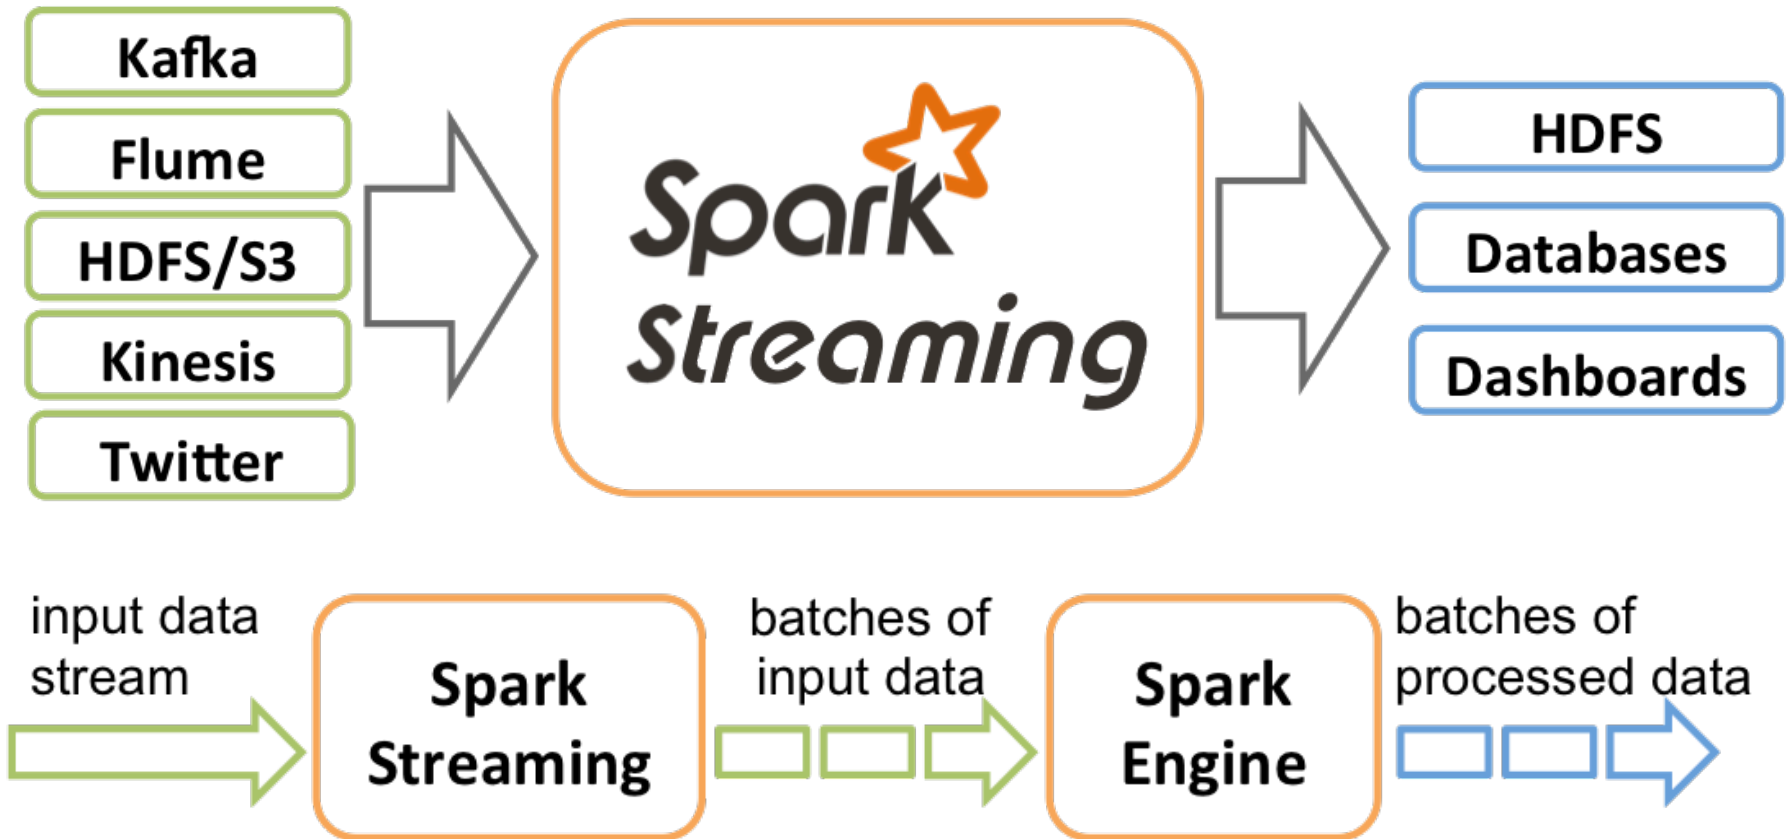 Kafka
Flume
HDFS/S3
Kinesis
Twitter
Spark
Streaming
HDFS
Databases
Dashboards
input data
stream
Spark
Streaming
batches of
input data
Spark
Engine
batches of
processed data